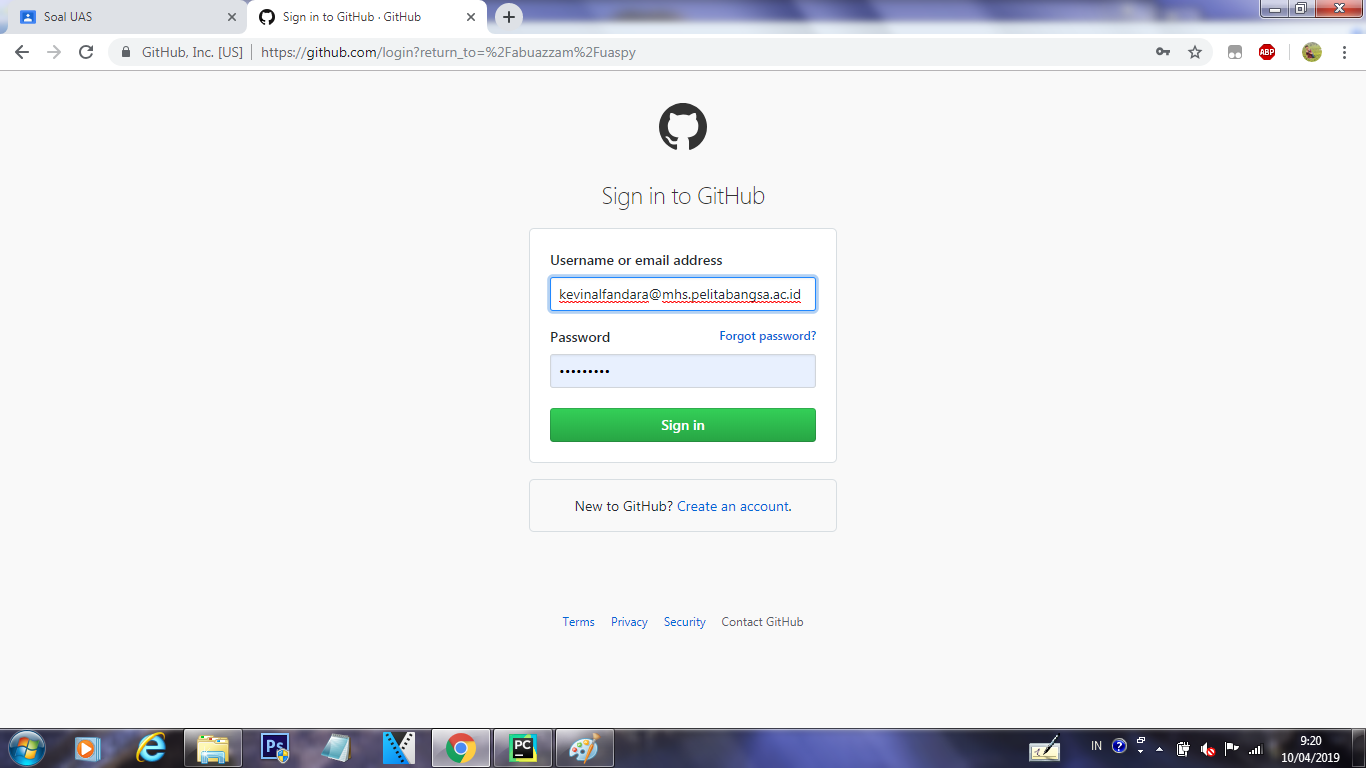 Soal UAS
Sign in to GitHub · GitHub
GitHub, Inc. [US] https://github.com/login?return_to=%2Fabuazzam%2Fuaspy
ABP
Sign in to GitHub
Username or email address
kevinalfandara@mhs.pelitabangsa.ac.id
Password Forgot password?
•••••••••
Sign in
New to GitHub? Create an account.
Terms Privacy Security Contact GitHub
Ps
PC
IN
9:20
10/04/2019